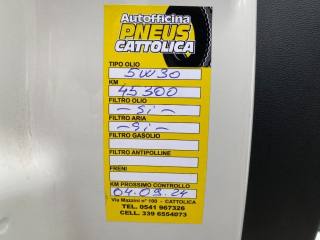 Autofficina
PNEUS
CATTOLICA
TIPO OLIO
5W30
KM
45300
FILTRO OLIO
- Si -
FILTRO ARIA
- Si -
FILTRO GASOLIO
FILTRO ANTIPOLLINE
FRENI
KM PROSSIMO CONTROLLO
04.09.24
Via Mazzini n° 100 - CATTOLICA
TEL. 0541 967326
CELL. 339 6554073